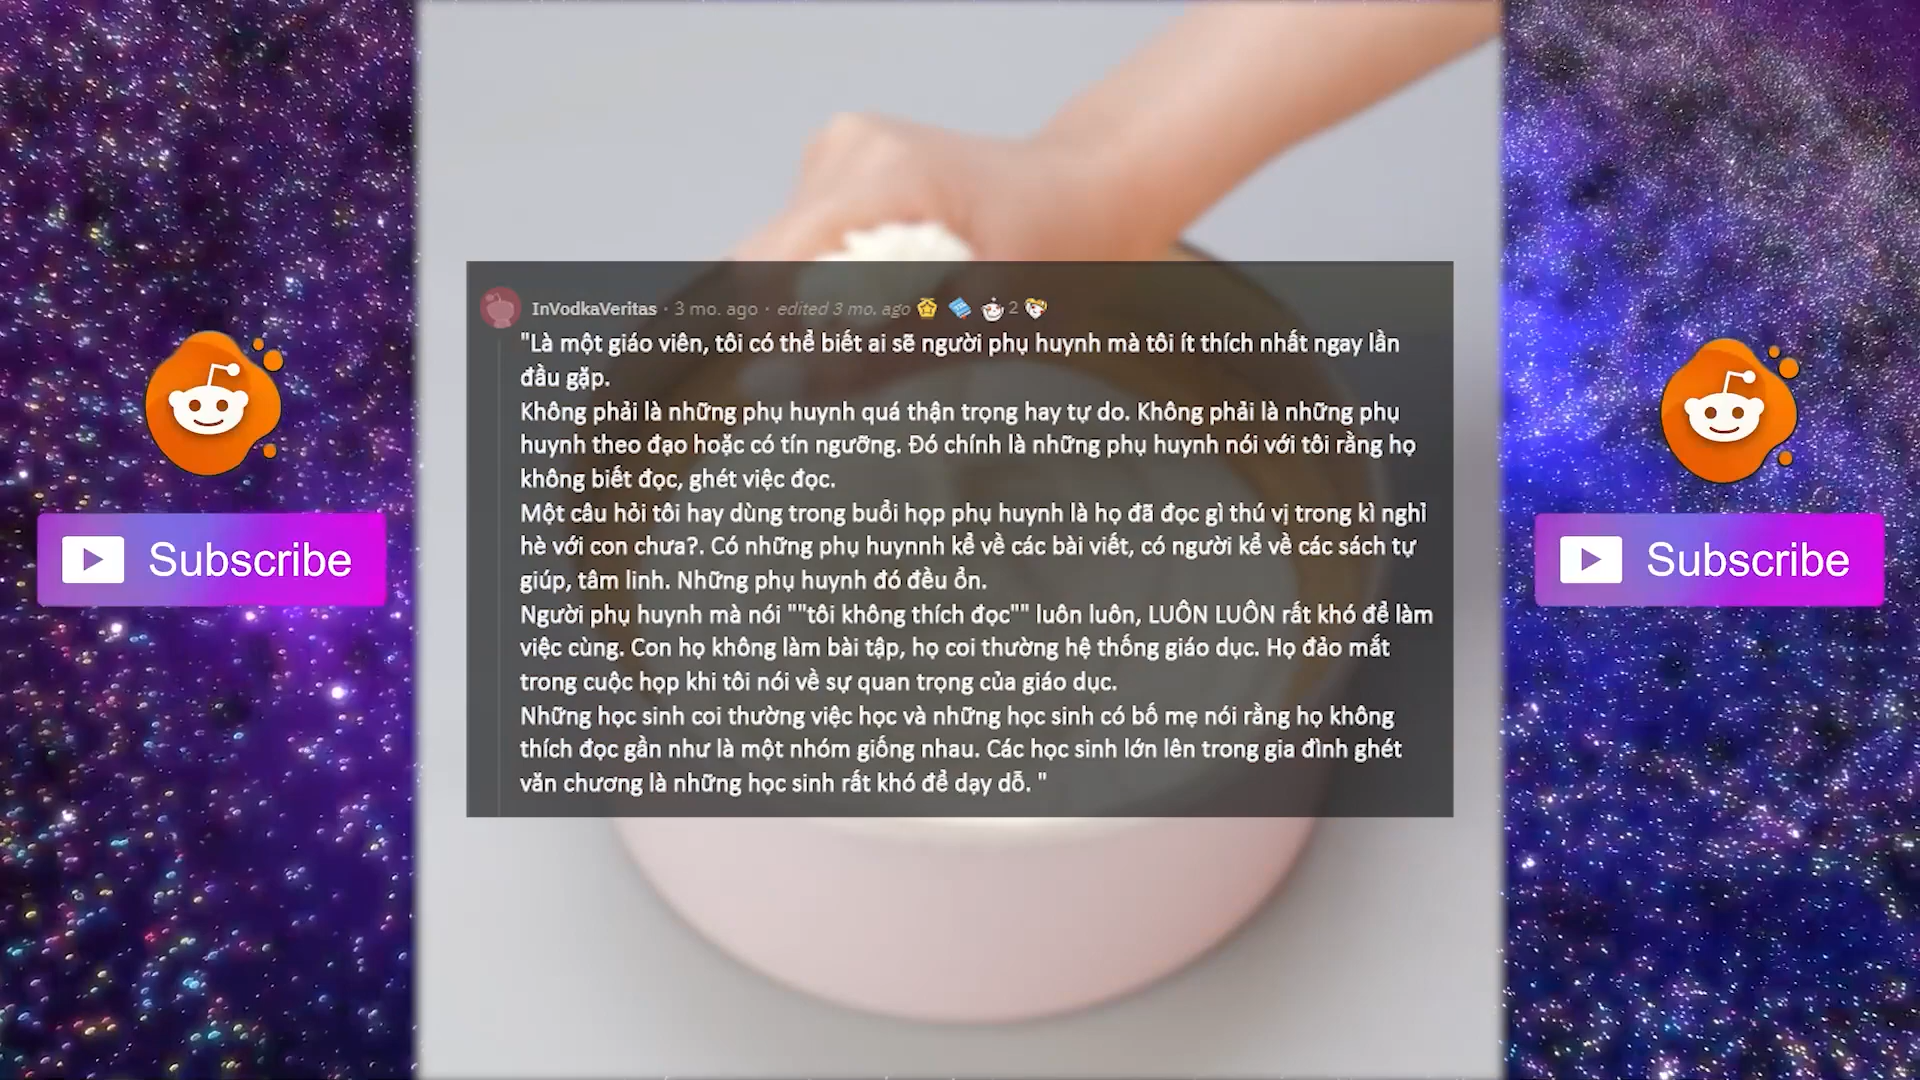 InVodkaVeritas · 3 mo. ago · edited 3 mo. ago 2
"Là một giáo viên, tôi có thể biết ai sẽ người phụ huynh mà tôi ít thích nhất ngay lần
đầu gặp.
Không phải là những phụ huynh quá thận trọng hay tự do. Không phải là những phụ
huynh theo đạo hoặc có tín ngưỡng. Đó chính là những phụ huynh nói với tôi rằng họ
không biết đọc, ghét việc đọc.
Một câu hỏi tôi hay dùng trong buổi họp phụ huynh là họ đã đọc gì thú vị trong kì nghỉ
hè với con chưa?. Có những phụ huynnh kể về các bài viết, có người kể về các sách tự
giúp, tâm linh. Những phụ huynh đó đều ổn.
Người phụ huynh mà nói ""tôi không thích đọc"" luôn luôn, LUÔN LUÔN rất khó để làm
việc cùng. Con họ không làm bài tập, họ coi thường hệ thống giáo dục. Họ đảo mắt
trong cuộc họp khi tôi nói về sự quan trọng của giáo dục.
Những học sinh coi thường việc học và những học sinh có bố mẹ nói rằng họ không
thích đọc gần như là một nhóm giống nhau. Các học sinh lớn lên trong gia đình ghét
văn chương là những học sinh rất khó để dạy dỗ. "
Subscribe
Subscribe